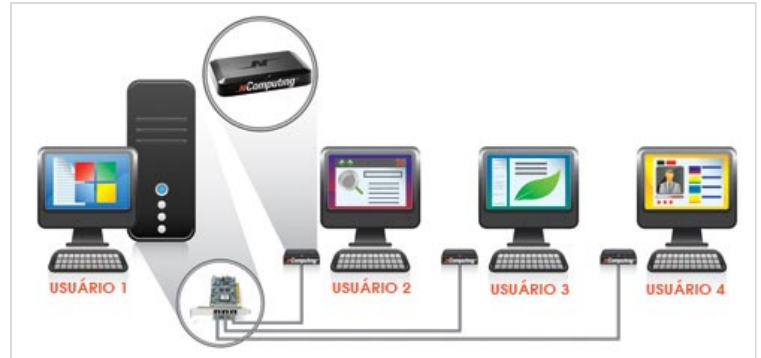 nComputing
nComputing
nComputing
nComputing
USUÁRIO 1
USUÁRIO 2
USUÁRIO 3
USUÁRIO 4